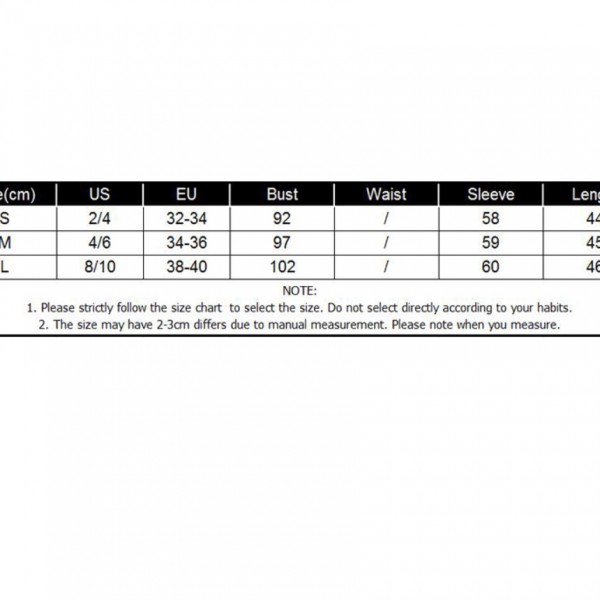 e(cm) US EU Bust Waist Sleeve Leng
S 2/4 32-34 92 / 58 44
M 4/6 34-36 97 / 59 45
L 8/10 38-40 102 / 60 46
NOTE:
1. Please strictly follow the size chart to select the size. Do not select directly according to your habits.
2. The size may have 2-3cm differs due to manual measurement. Please note when you measure.